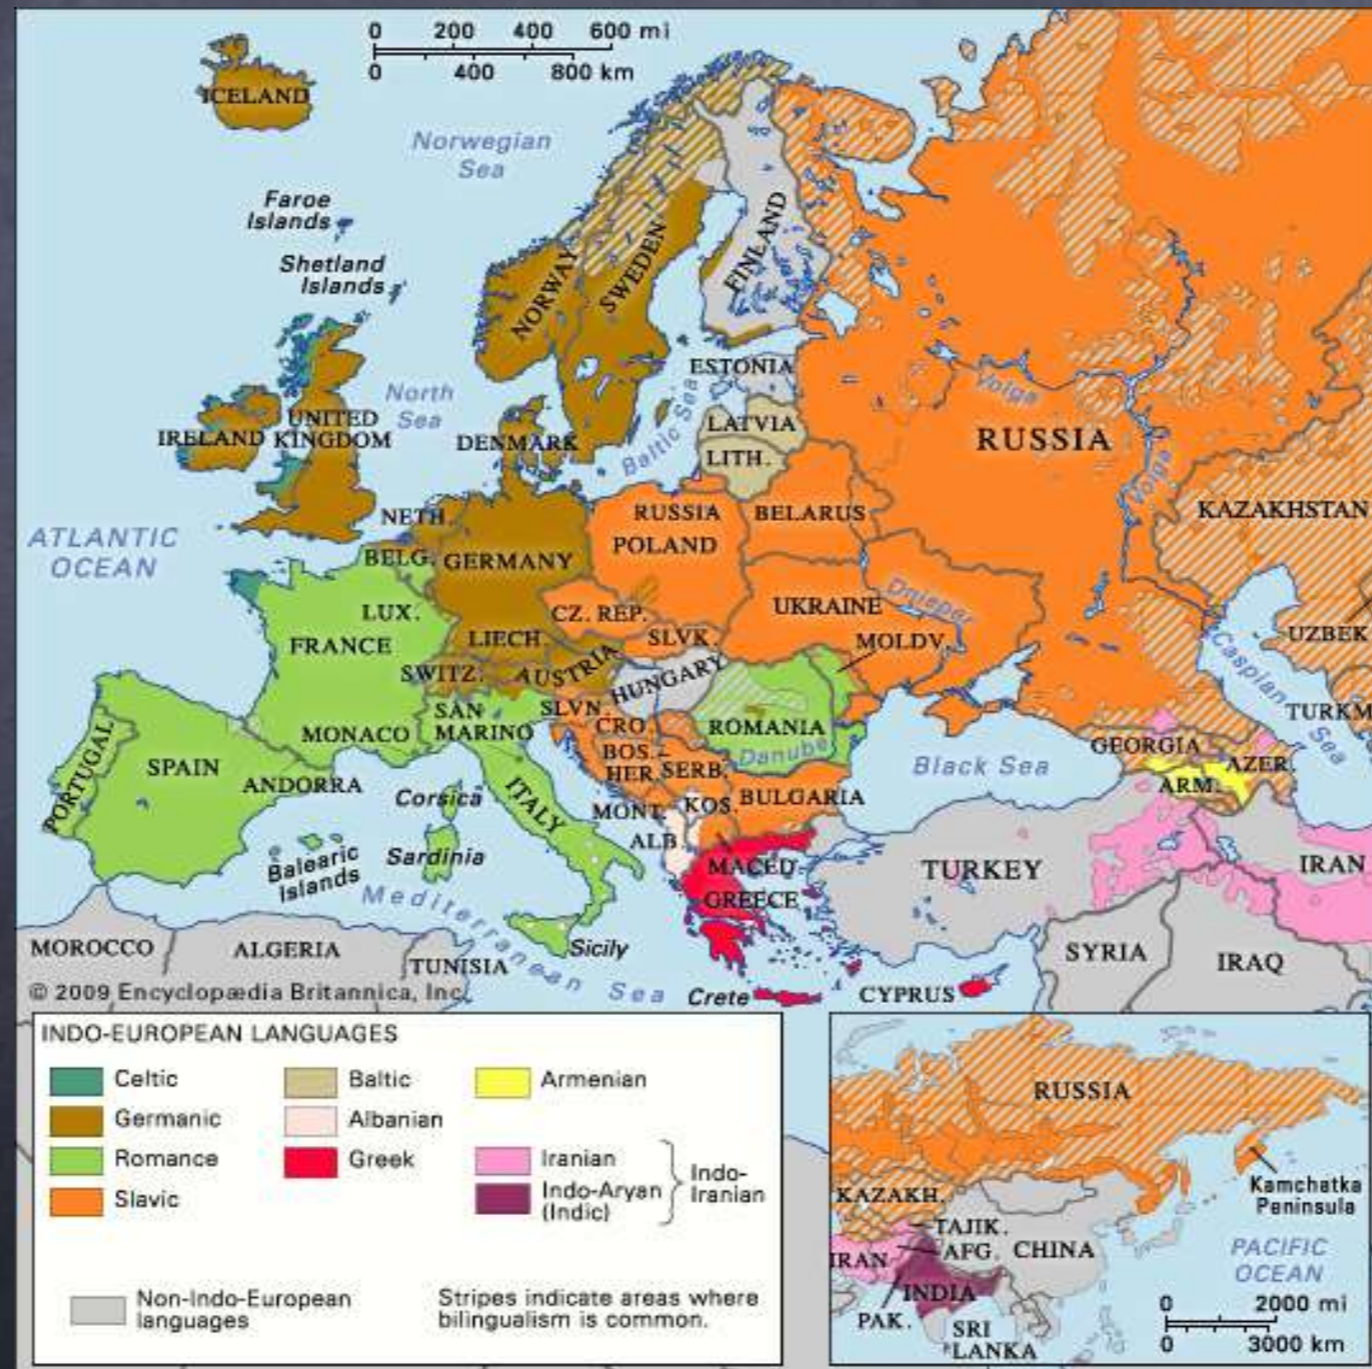 0 200 400 600 mi
0 400 800 km
ICELAND
Norwegian
Sea
Faroe
Islands
Shetland
Islands
NORWAY
SWEDEN
FINLAND
ESTONIA
North
Sea
Baltic Sea
LATVIA
LITH.
UNITED
KINGDOM
IRELAND
DENMARK
Volga
RUSSIA
Volga
KAZAKHSTAN
NETH.
RUSSIA
BELARUS
ATLANTIC
OCEAN
BELG.
GERMANY
POLAND
LUX.
CZ. REP.
UKRAINE
Dnieper
FRANCE
LIECH.
SLVK.
MOLDV.
UZBEK
SWITZ.
AUSTRIA
HUNGARY
Caspian Sea
SAN
MARINO
SLVN.
CRO.
ROMANIA
TURKM
MONACO
BOS.-
HER.
SERB.
Danube
Black Sea
GEORGIA
AZER.
ARM.
PORTUGAL
SPAIN
ANDORRA
Corsica
ITALY
MONT.
KOS.
BULGARIA
ALB.
Balearic
Islands
Sardinia
MACED.
GREECE
TURKEY
IRAN
Mediterranean Sea
MOROCCO
ALGERIA
TUNISIA
Sicily
SYRIA
IRAQ
Crete
CYPRUS
© 2009 Encyclopædia Britannica, Inc.
INDO-EUROPEAN LANGUAGES
Celtic
Germanic
Romance
Slavic
Baltic
Albanian
Greek
Armenian
Iranian
Indo-Aryan
(Indic)
Indo-
Iranian
Non-Indo-European
languages
Stripes indicate areas where
bilingualism is common.
RUSSIA
KAZAKH.
Kamchatka
Peninsula
TAJIK.
IRAN
AFG.
CHINA
PACIFIC
OCEAN
INDIA
PAK.
SRI
LANKA
0 2000 mi
0 3000 km